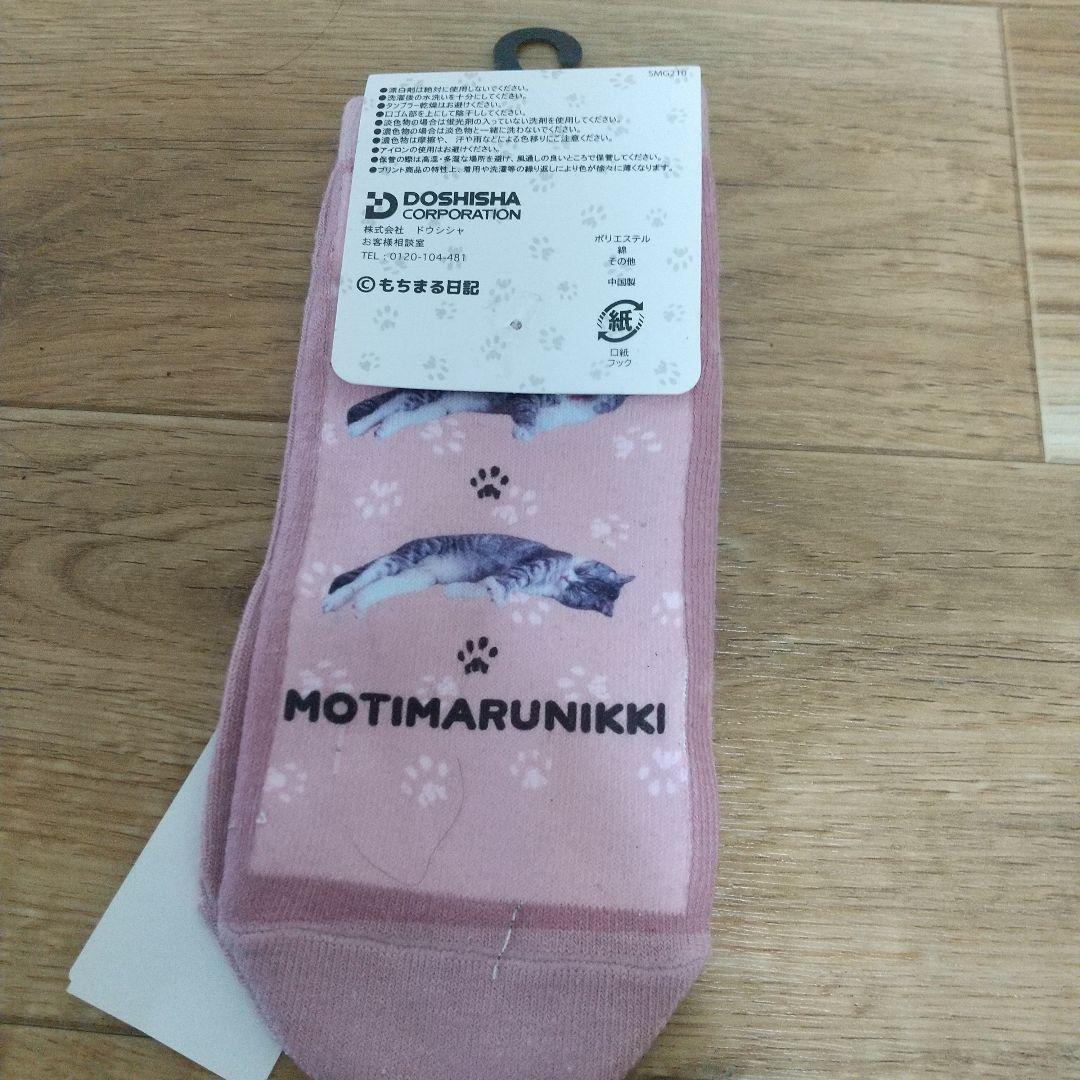 SMG210
●漂白剤は絶対に使用しないでください。
●洗濯後の水洗いを十分にしてください。
●タンブラー乾燥はお避けください。
●口ゴム部を上にして陰干ししてください。
●淡色物の場合は蛍光剤の入っていない洗剤を使用してください。
●濃色物の場合は淡色物と一緒に洗わないでください。
●濃色物は摩擦や、汗や雨などによる色移りにご注意ください。
●アイロンの使用はお避けください。
●保管の際は高温・多湿な場所を避け、風通しの良いところで保管してください。
●プリント商品の特性上、着用や洗濯等の繰り返しにより色が徐々に薄くなります。
DOSHISHA
CORPORATION
株式会社 ドウシシャ
お客様相談室
TEL:0120-104-481
©もちまる日記
ポリエステル
綿
その他
中国製
紙
口紙
フック
MOTIMARUNIKKI